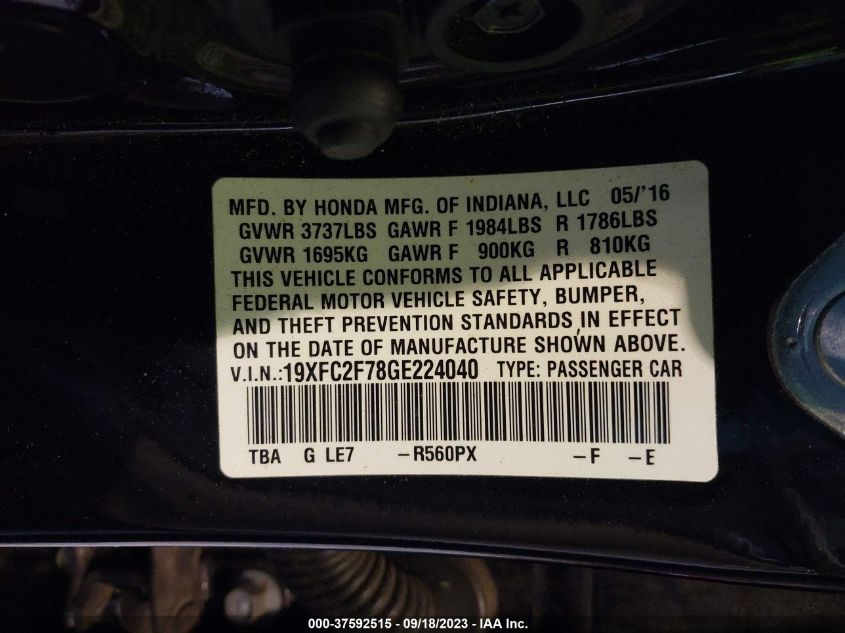 MFD. BY HONDA MFG. OF INDIANA, LLC 05/'16
GVWR 3737LBS GAWR F 1984LBS R 1786LBS
GVWR 1695KG GAWR F 900KG R 810KG
THIS VEHICLE CONFORMS TO ALL APPLICABLE
FEDERAL MOTOR VEHICLE SAFETY, BUMPER,
AND THEFT PREVENTION STANDARDS IN EFFECT
ON THE DATE OF MANUFACTURE SHOWN ABOVE.
V.I.N.:19XFC2F78GE224040 TYPE: PASSENGER CAR
TBA G LE7 –R560PX –F –E
000-37592515 - 09/18/2023 - IAA Inc.